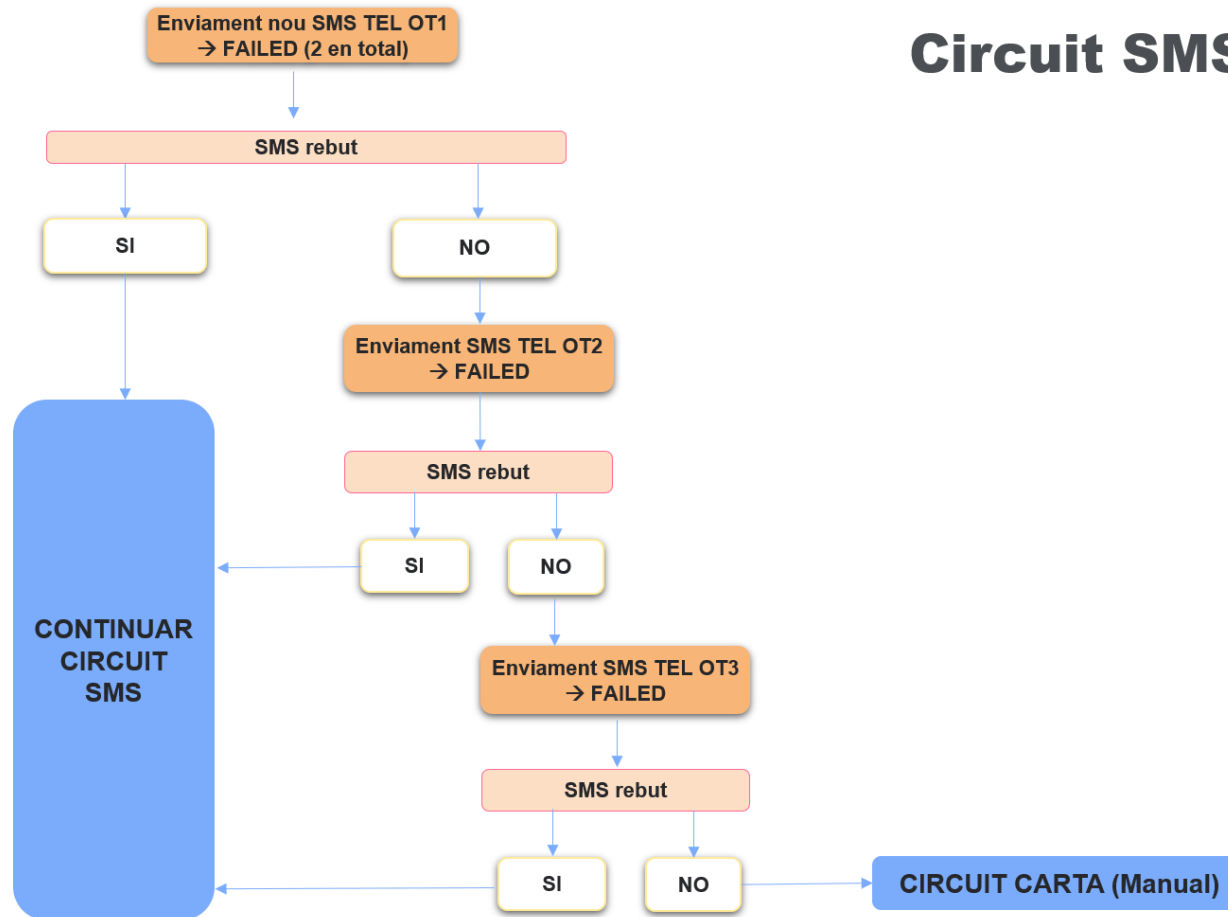 Circuit SMS
Enviament nou SMS TEL OT1
→ FAILED (2 en total)
SMS rebut
SI
NO
Enviament SMS TEL OT2
→ FAILED
SMS rebut
SI
NO
CONTINUAR
CIRCUIT
SMS
Enviament SMS TEL OT3
→ FAILED
SMS rebut
SI
NO
CIRCUIT CARTA (Manual)